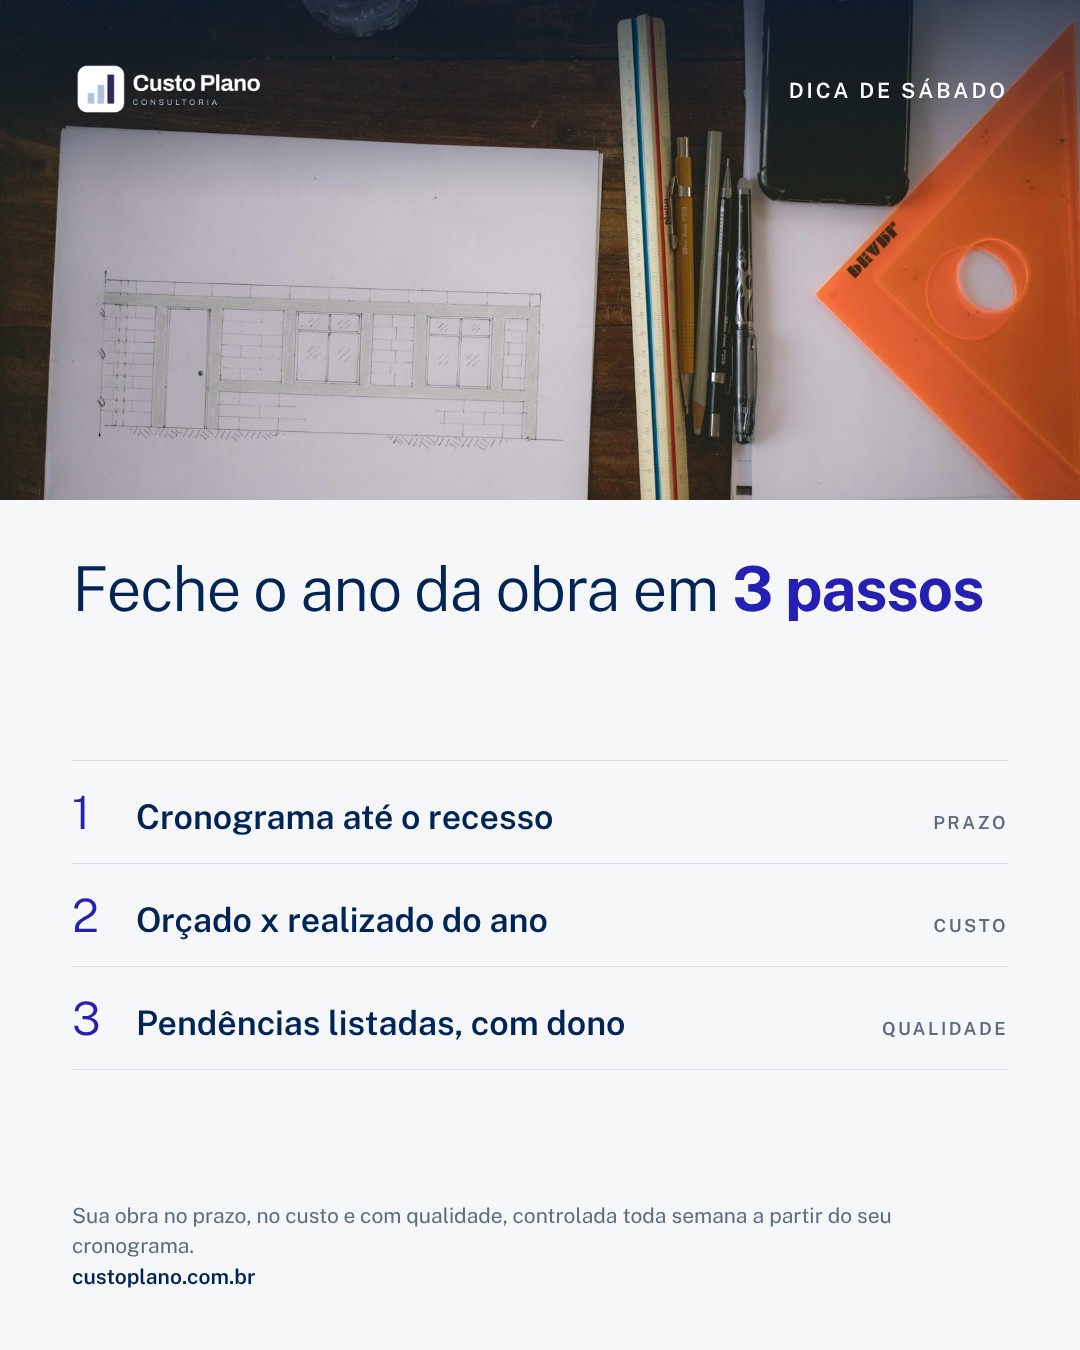 Custo Plano
CONSULTORIA
DICA DE SÁBADO
Feche o ano da obra em 3 passos
1 Cronograma até o recesso PRAZO
2 Orçado x realizado do ano CUSTO
3 Pendências listadas, com dono QUALIDADE
Sua obra no prazo, no custo e com qualidade, controlada toda semana a partir do seu
cronograma.
custoplano.com.br